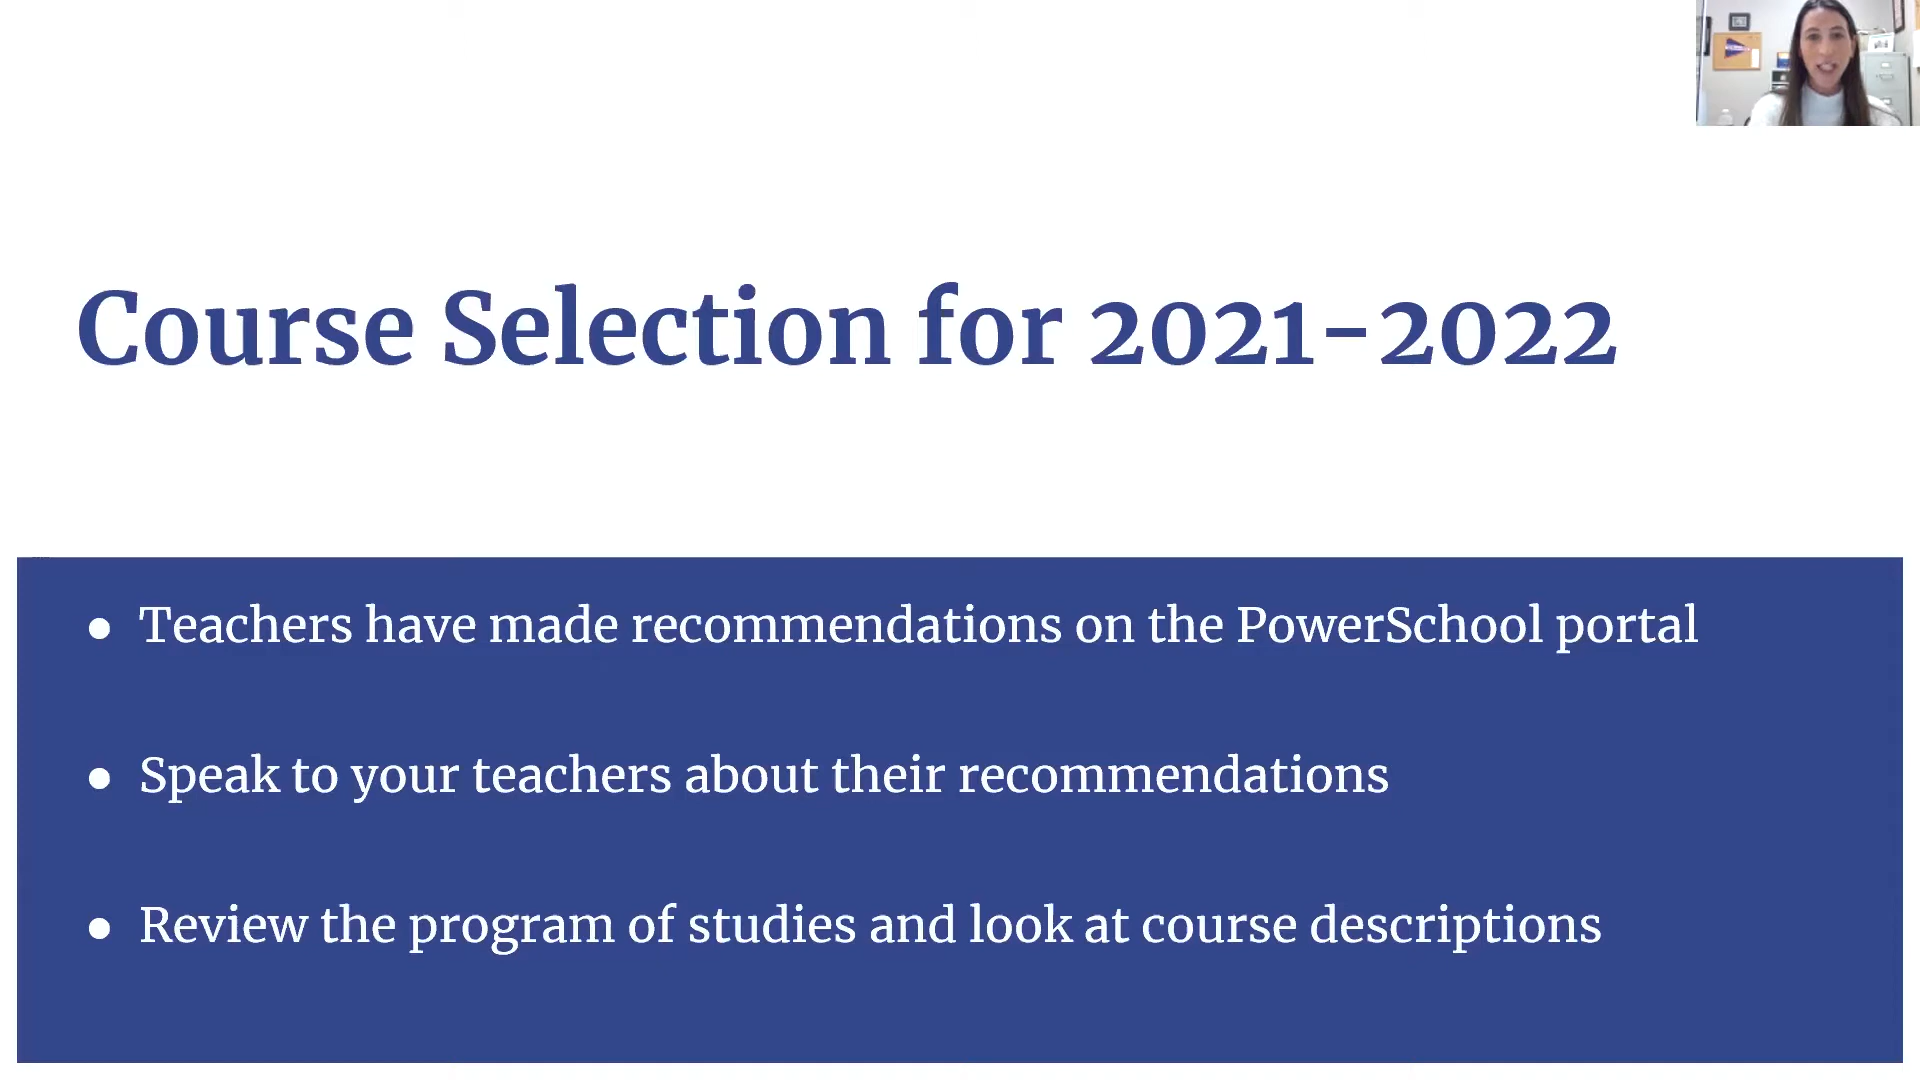 Course Selection for 2021-2022
● Teachers have made recommendations on the PowerSchool portal
● Speak to your teachers about their recommendations
● Review the program of studies and look at course descriptions